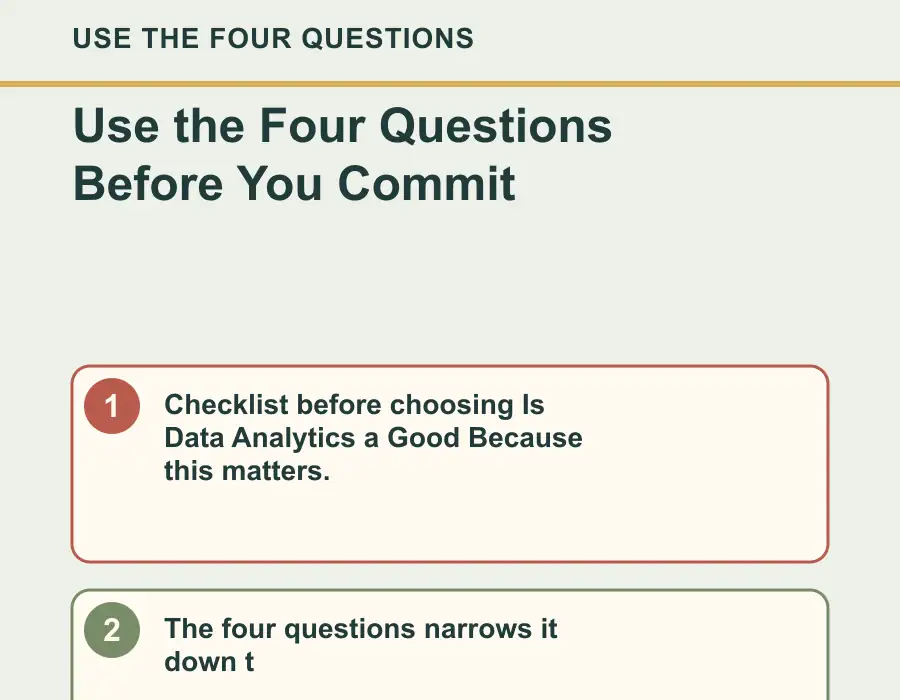 USE THE FOUR QUESTIONS
Use the Four Questions
Before You Commit
1
Checklist before choosing Is
Data Analytics a Good Because
this matters.
2
The four questions narrows it
down t